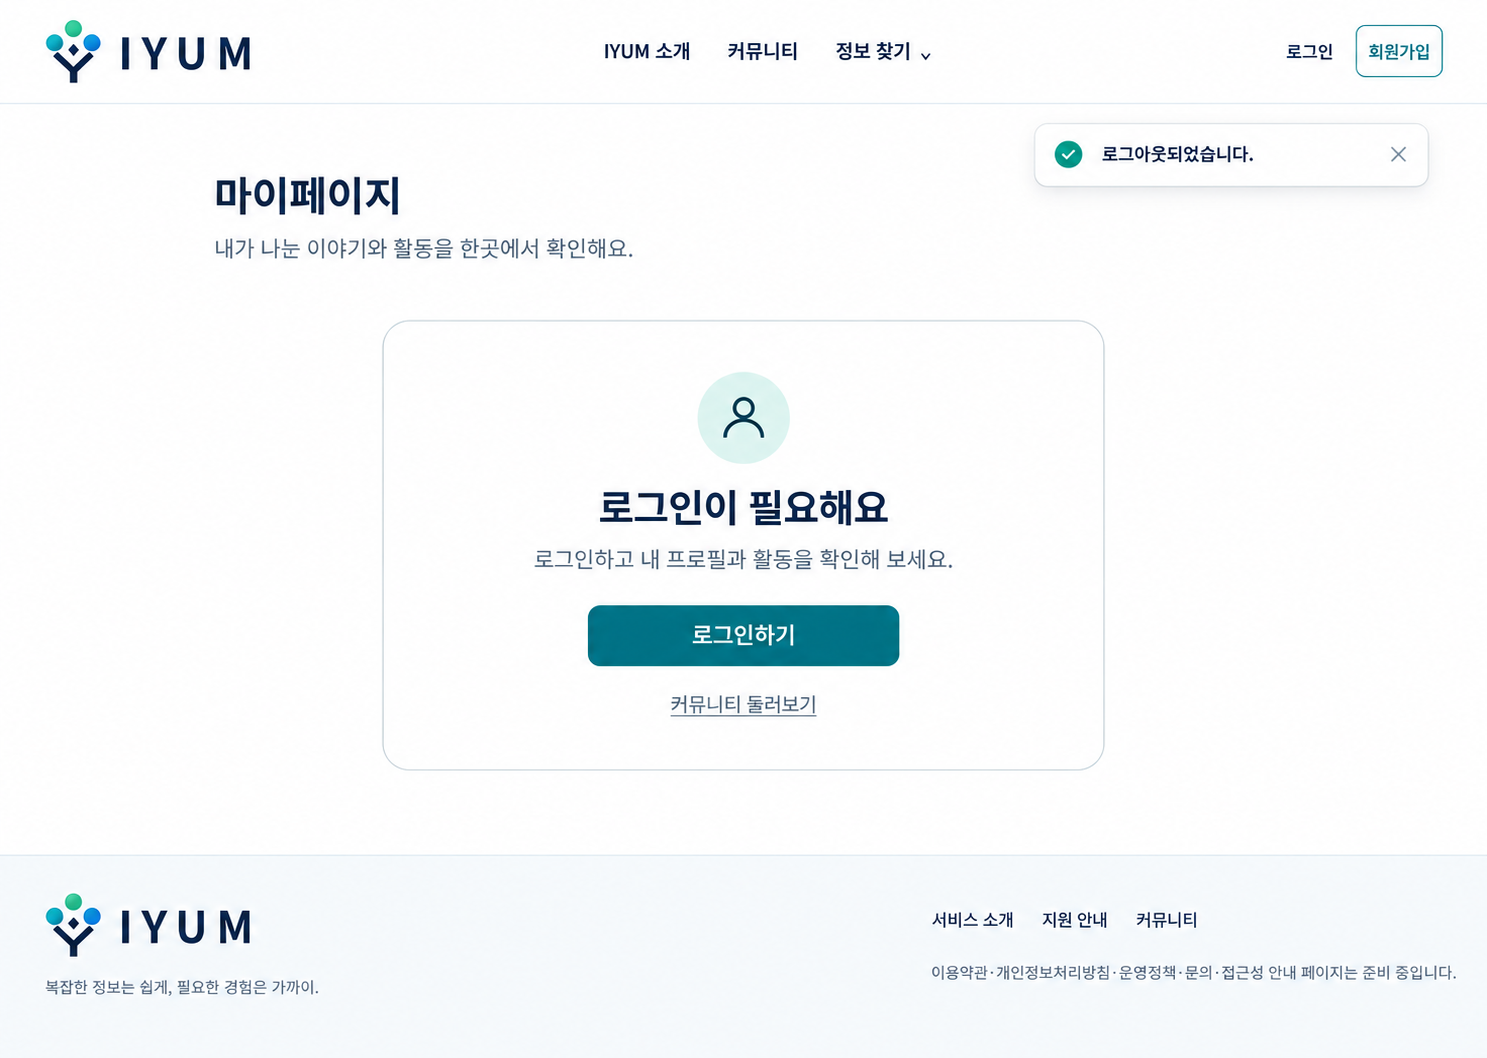 IYUM
IYUM 소개
커뮤니티
정보 찾기
로그인
회원가입
로그아웃되었습니다.
마이페이지
내가 나눈 이야기와 활동을 한곳에서 확인해요.
로그인이 필요해요
로그인하고 내 프로필과 활동을 확인해 보세요.
로그인하기
커뮤니티 둘러보기
IYUM
복잡한 정보는 쉽게, 필요한 경험은 가까이.
서비스 소개
지원 안내
커뮤니티
이용약관·개인정보처리방침·운영정책·문의·접근성 안내 페이지는 준비 중입니다.